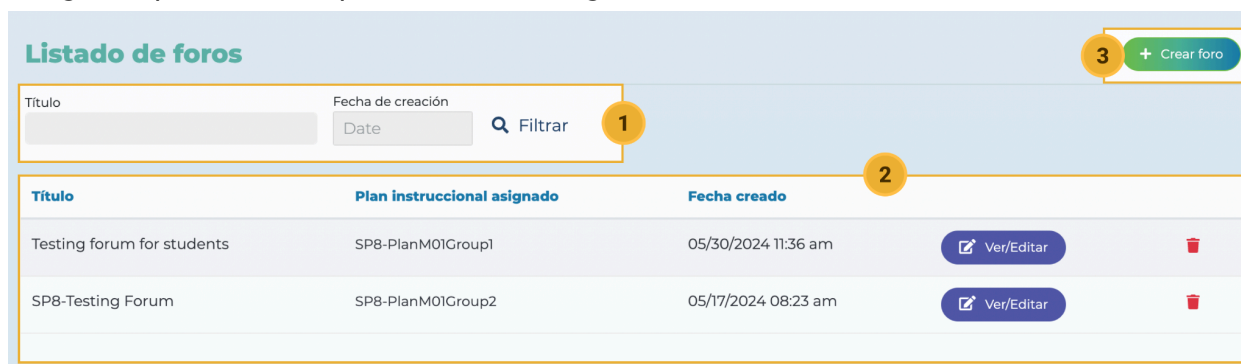 Listado de foros
3
+ Crear foro
Título
Fecha de creación
Date
Filtrar
1
2
Título Plan instruccional asignado Fecha creado
Testing forum for students SP8-PlanM01Group1 05/30/2024 11:36 am Ver/Editar
SP8-Testing Forum SP8-PlanM01Group2 05/17/2024 08:23 am Ver/Editar